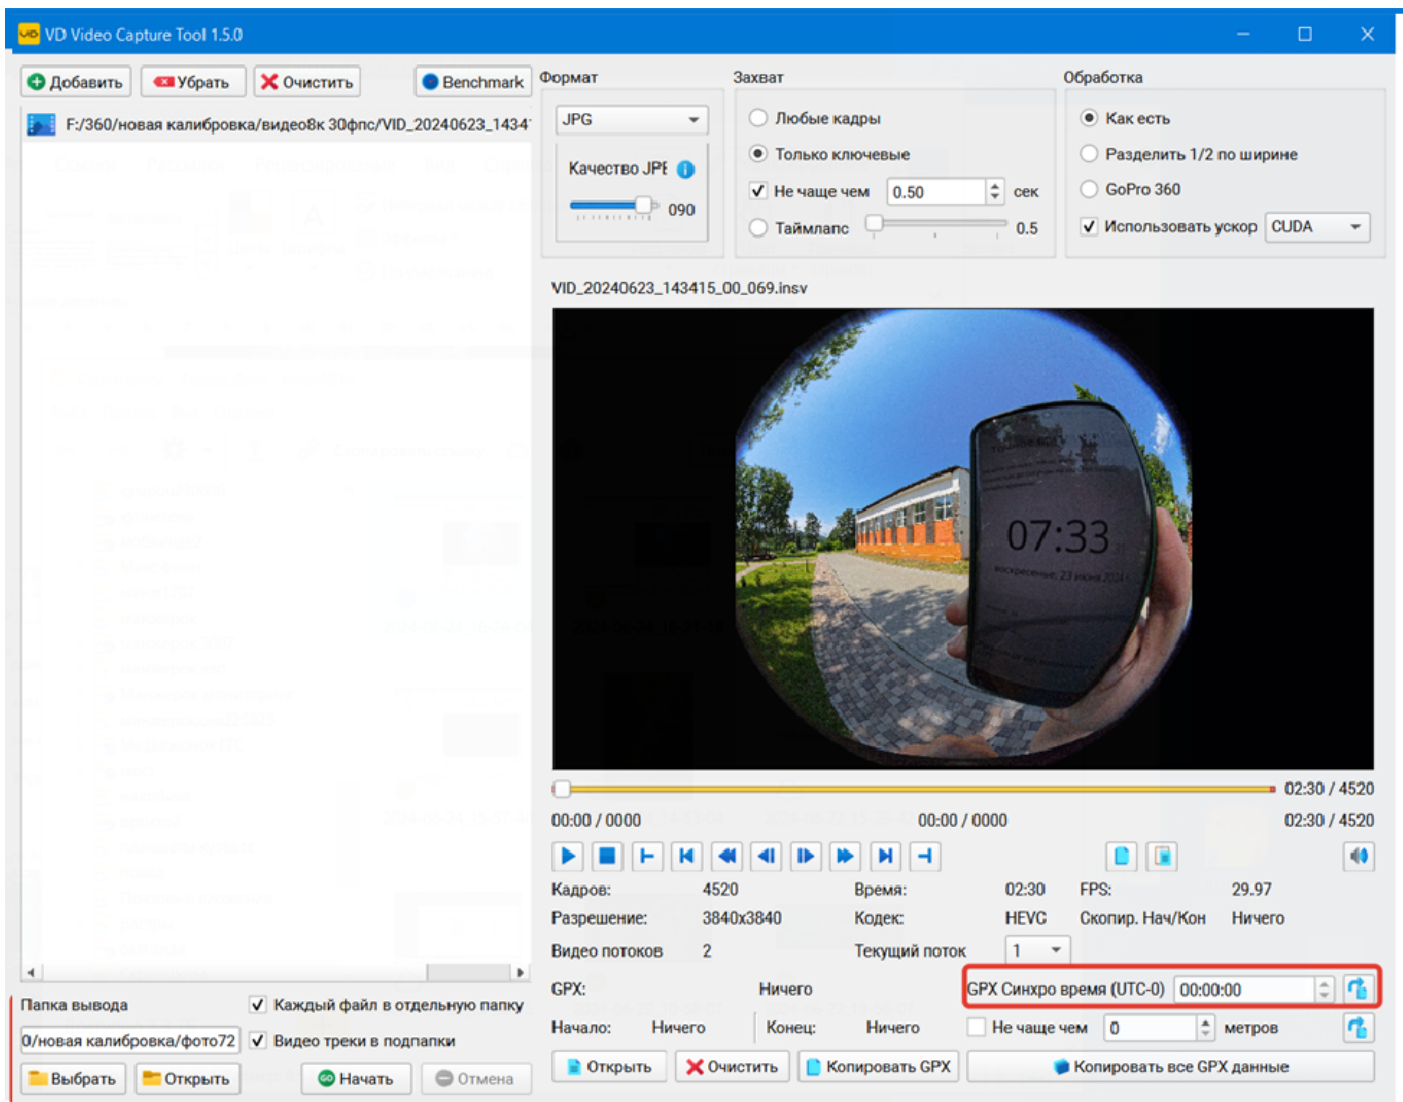 VD Video Capture Tool 1.5.0
Добавить Убрать Очистить Benchmark
F:/360/новая калибровка/видео8к 30фпс/VID_20240623_1434
Формат
JPG
Качество JPE
090
Захват
Любые кадры
Только ключевые
Не чаще чем 0.50 сек
Таймлапс 0.5
Обработка
Как есть
Разделить 1/2 по ширине
GoPro 360
Использовать ускор CUDA
VID_20240623_143415_00_069.insv
07:33
воскресенье, 23 июня 2024
02:30 / 4520
00:00 / 0000 00:00 / 0000 02:30 / 4520
Кадров: 4520 Время: 02:30 FPS: 29.97
Разрешение: 3840x3840 Кодек: HEVC Скопир. Нач/Кон Ничего
Видео потоков 2 Текущий поток 1
GPX: Ничего GPX Синхро время (UTC-0) 00:00:00
Начало: Ничего Конец: Ничего Не чаще чем 0 метров
Открыть Очистить Копировать GPX Копировать все GPX данные
Папка вывода Каждый файл в отдельную папку
0/новая калибровка/фото72 Видео треки в подпапки
Выбрать Открыть GO Начать Отмена